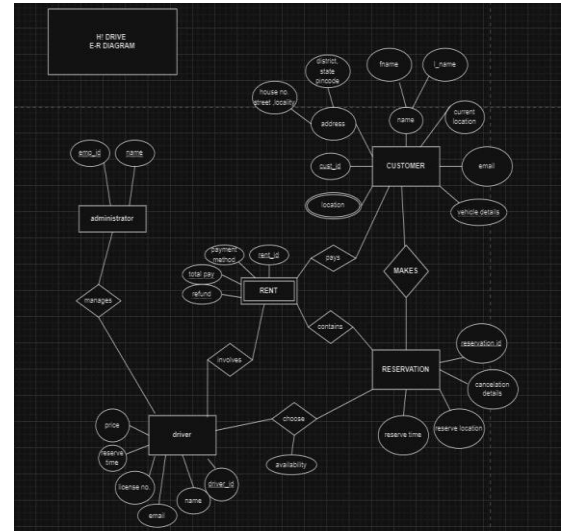 H! DRIVE
E-R DIAGRAM
district,
state
pincode
fname
l_name
house no.
street ,locality
address
name
current
location
emp_id
name
cust_id
CUSTOMER
email
location
vehicle details
administrator
payment
method
rent_id
pays
total pay
refund
RENT
MAKES
manages
contains
reservation id
involves
RESERVATION
cancelation
details
price
driver
choose
reserve time
reserve location
reserve
time
license no.
availability
name
driver_id
email